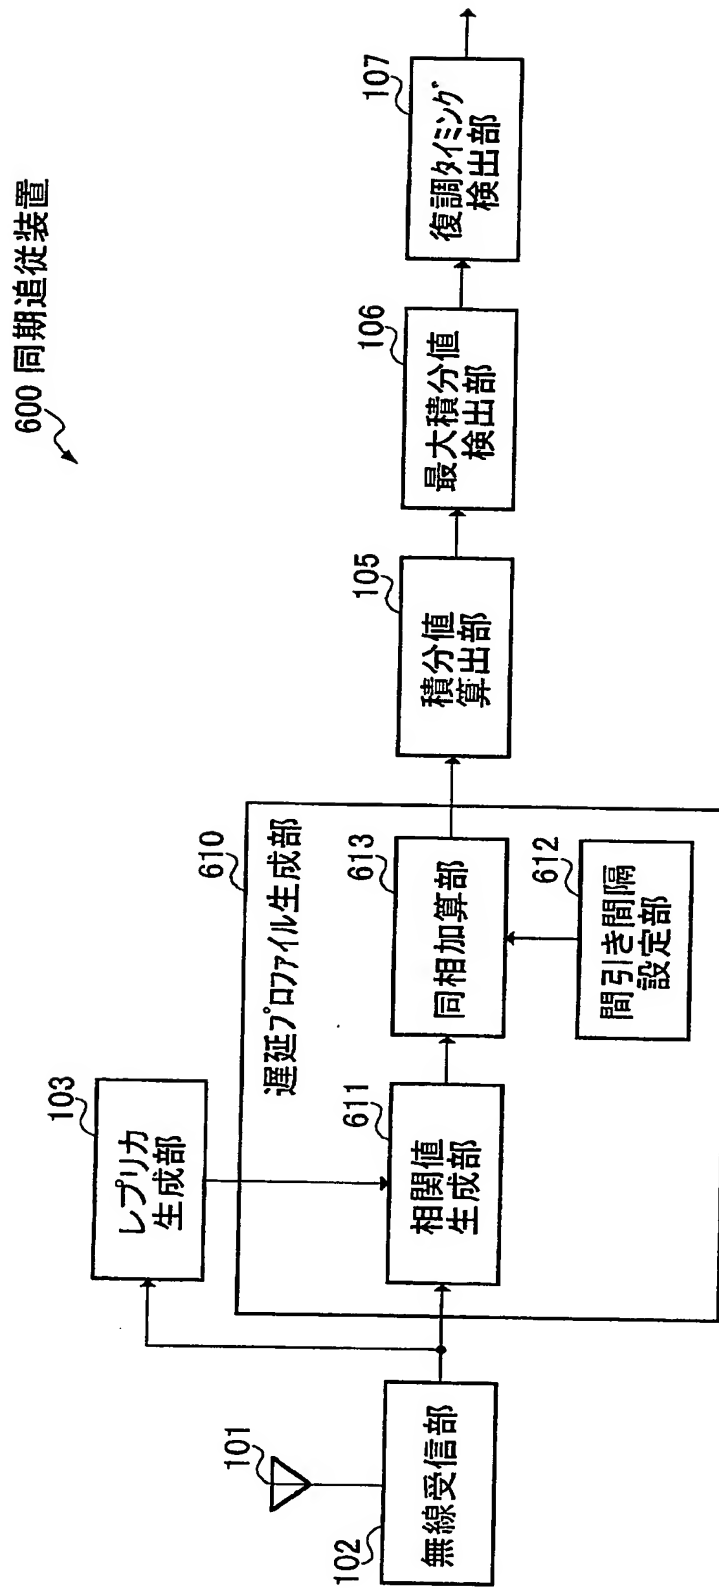 600 同期追従装置
101
102
無線受信部
103
レプリカ
生成部
610
遅延プロファイル生成部
611
相関値
生成部
613
同相加算部
612
間引き間隔
設定部
105
積分値
算出部
106
最大積分値
検出部
107
復調タイミング
検出部